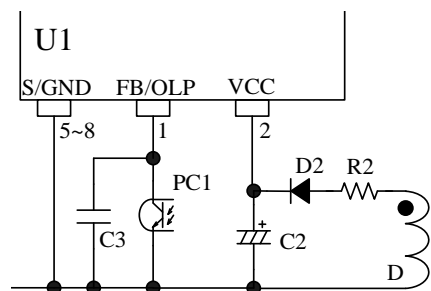 U1
S/GND FB/OLP VCC
5~8 1 2
D2 R2
PC1
C3 + C2
D